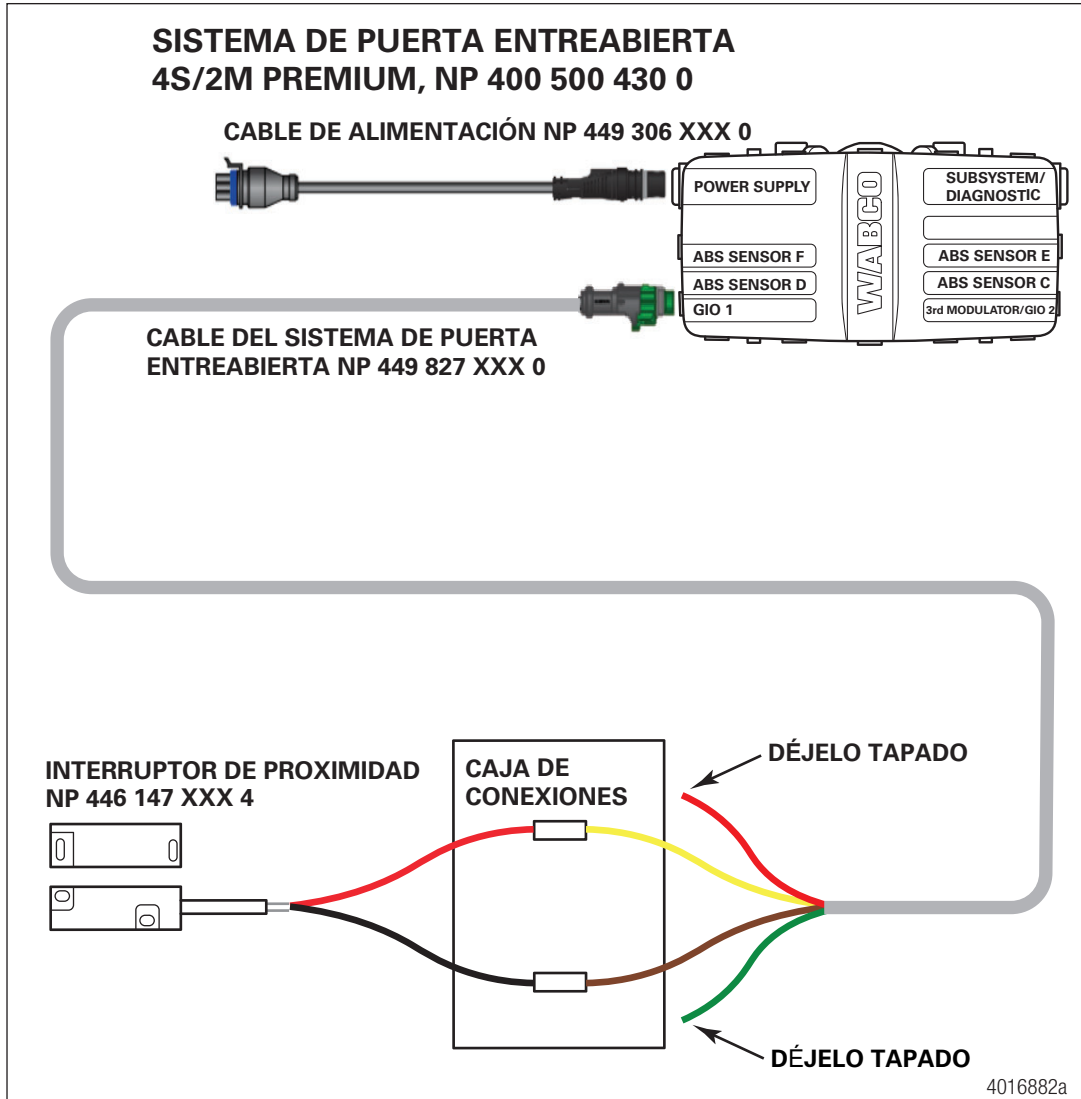 SISTEMA DE PUERTA ENTREABIERTA
4S/2M PREMIUM, NP 400 500 430 0
CABLE DE ALIMENTACIÓN NP 449 306 XXX 0
POWER SUPPLY
SUBSYSTEM/
DIAGNOSTIC
WABCO
ABS SENSOR F
ABS SENSOR E
ABS SENSOR D
ABS SENSOR C
GIO 1
3rd MODULATOR/GIO 2
CABLE DEL SISTEMA DE PUERTA
ENTREABIERTA NP 449 827 XXX 0
DÉJELO TAPADO
INTERRUPTOR DE PROXIMIDAD
NP 446 147 XXX 4
CAJA DE
CONEXIONES
DÉJELO TAPADO
4016882a